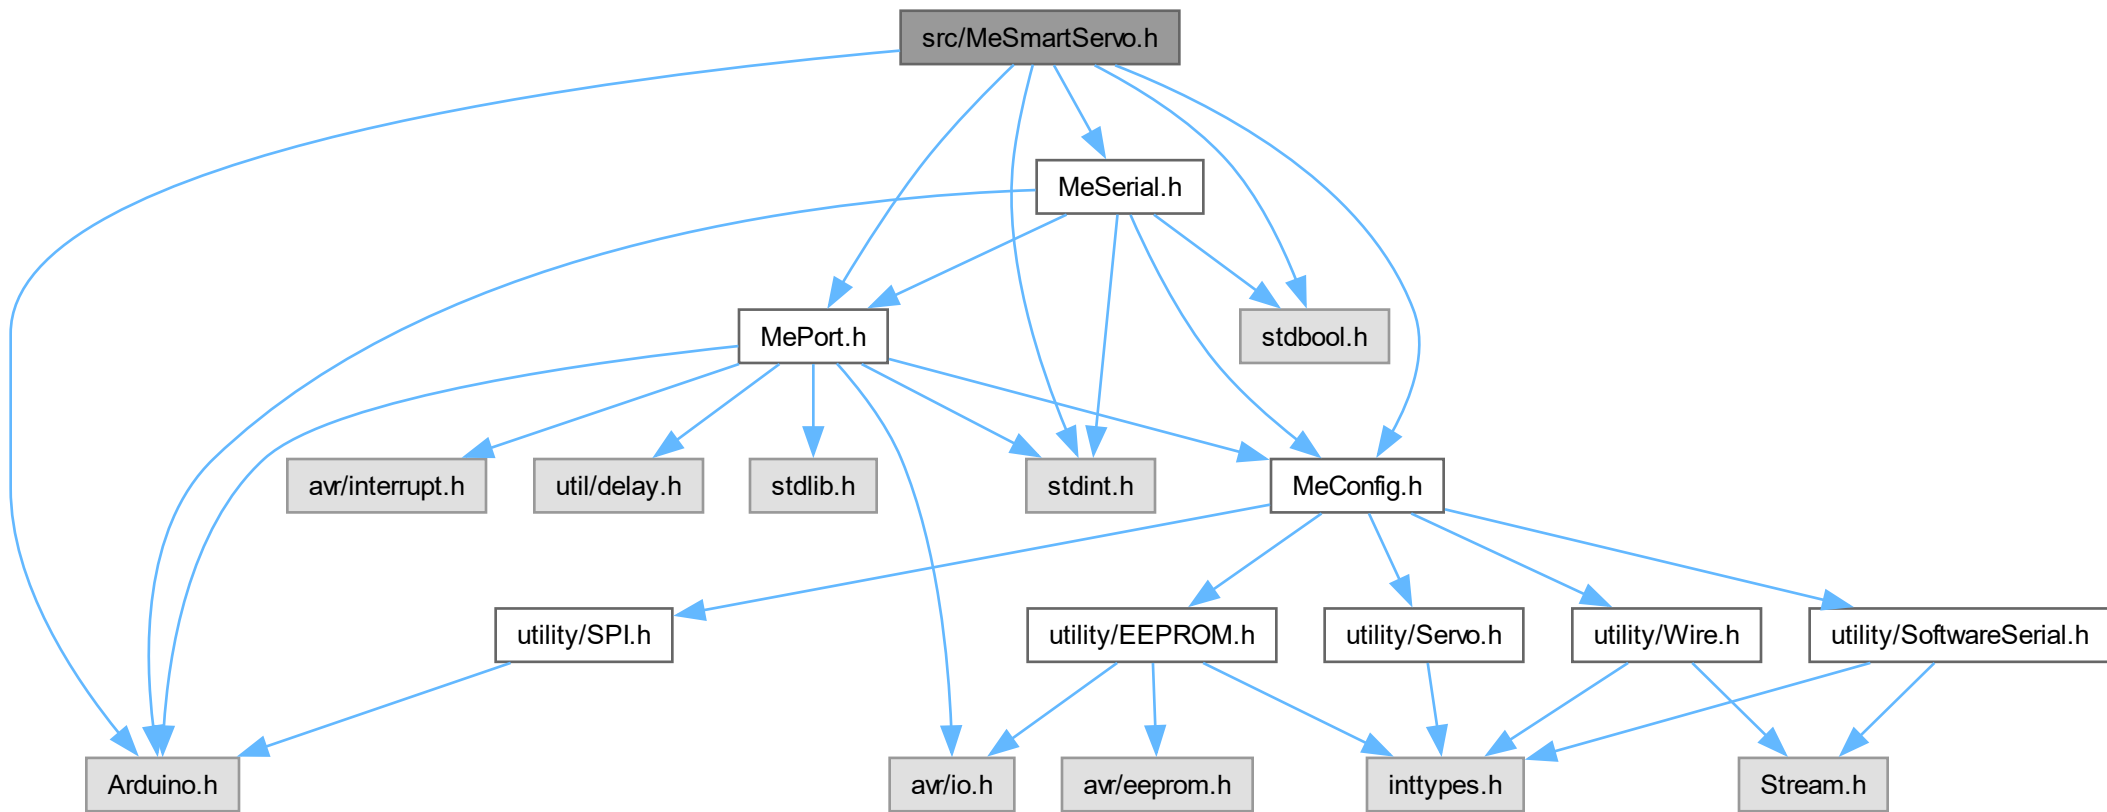 src/MeSmartServo.h
MeSerial.h
MePort.h
stdbool.h
avr/interrupt.h
util/delay.h
stdlib.h
stdint.h
MeConfig.h
utility/SPI.h
utility/EEPROM.h
utility/Servo.h
utility/Wire.h
utility/SoftwareSerial.h
Arduino.h
avr/io.h
avr/eeprom.h
inttypes.h
Stream.h